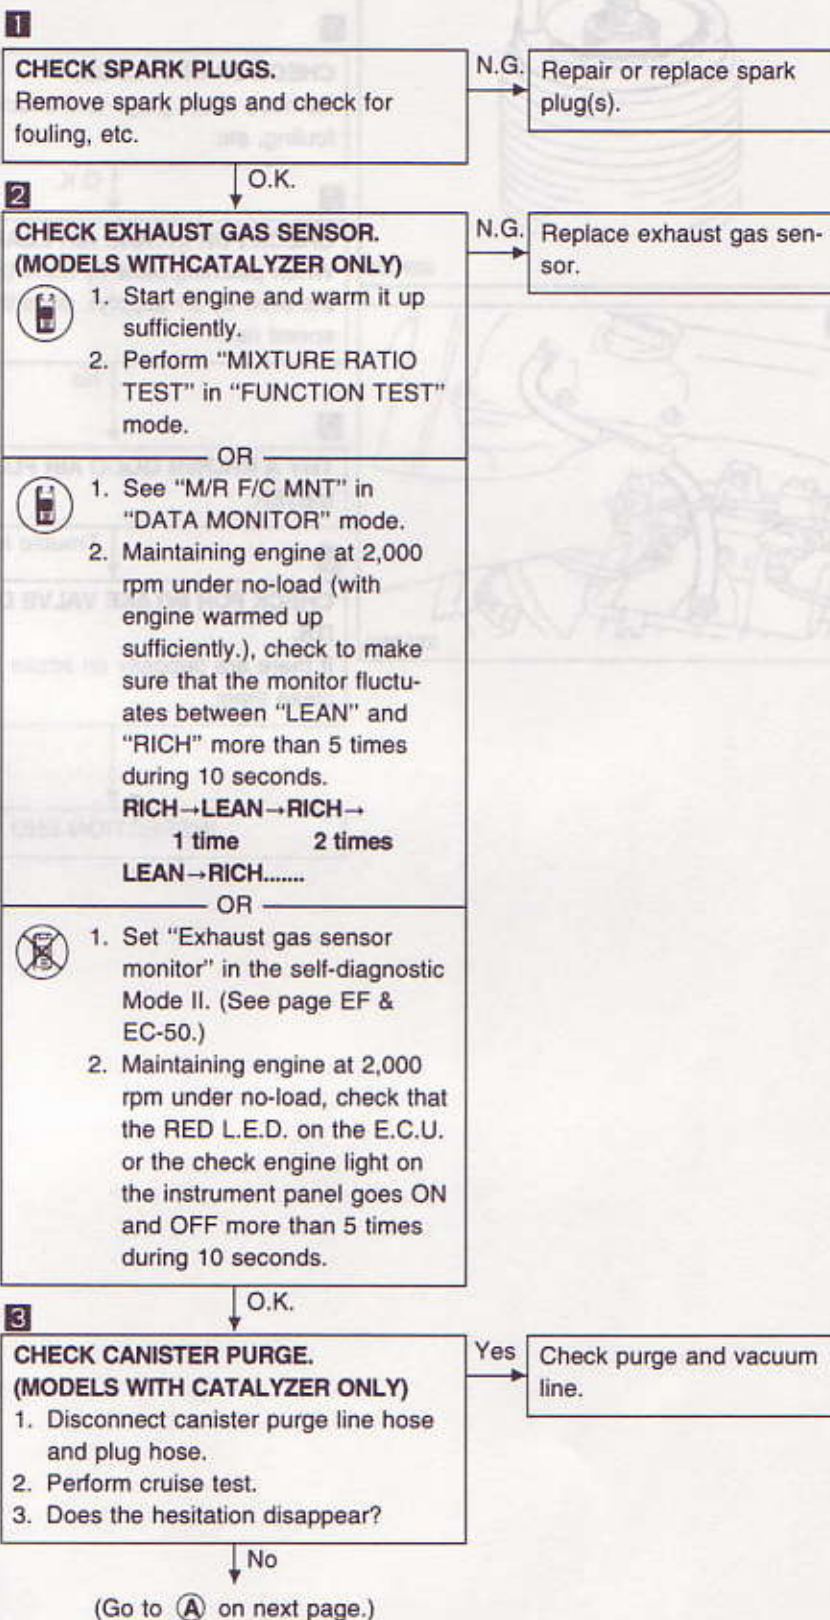 1
CHECK SPARK PLUGS.
Remove spark plugs and check for
fouling, etc.
N.G.
Repair or replace spark
plug(s).
O.K.
2
CHECK EXHAUST GAS SENSOR.
(MODELS WITHCATALYZER ONLY)
1. Start engine and warm it up
sufficiently.
2. Perform “MIXTURE RATIO
TEST” in “FUNCTION TEST”
mode.
OR
1. See “M/R F/C MNT” in
“DATA MONITOR” mode.
2. Maintaining engine at 2,000
rpm under no-load (with
engine warmed up
sufficiently.), check to make
sure that the monitor fluctu-
ates between “LEAN” and
“RICH” more than 5 times
during 10 seconds.
RICH→LEAN→RICH→
1 time 2 times
LEAN→RICH.......
OR
1. Set “Exhaust gas sensor
monitor” in the self-diagnostic
Mode II. (See page EF &
EC-50.)
2. Maintaining engine at 2,000
rpm under no-load, check that
the RED L.E.D. on the E.C.U.
or the check engine light on
the instrument panel goes ON
and OFF more than 5 times
during 10 seconds.
N.G.
Replace exhaust gas sen-
sor.
O.K.
3
CHECK CANISTER PURGE.
(MODELS WITH CATALYZER ONLY)
1. Disconnect canister purge line hose
and plug hose.
2. Perform cruise test.
3. Does the hesitation disappear?
Yes
Check purge and vacuum
line.
No
(Go to Ⓐ on next page.)